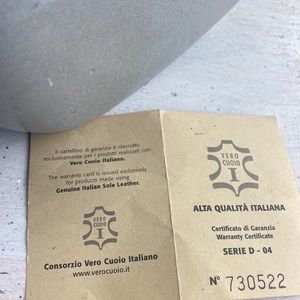 Il cartellino di garanzia è rilasciato
esclusivamente per i prodotti realizzati con
Vero Cuoio Italiano.
The warranty card is issued exclusively
for products made using
Genuine Italian Sole Leather.
VERO
CUOIO
I
Consorzio Vero Cuoio Italiano
www.verocuoio.it
VERO
CUOIO
I
ALTA QUALITÀ ITALIANA
Certificato di Garanzia
Warranty Certificate
SERIE D - 04
N° 730522